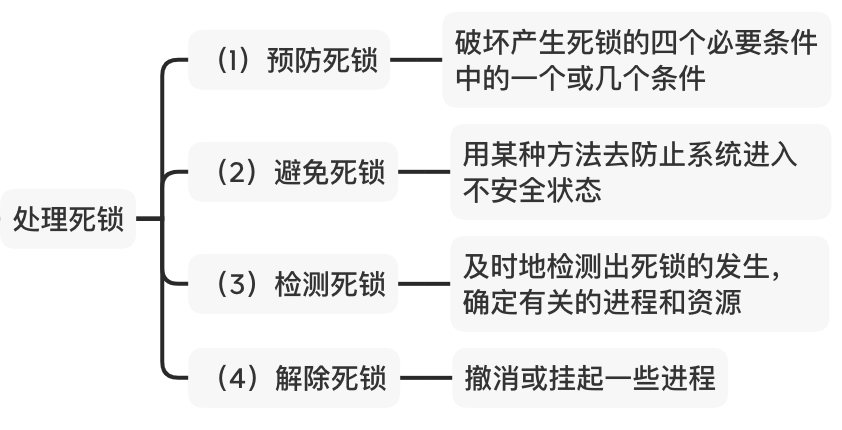 处理死锁
（1）预防死锁
破坏产生死锁的四个必要条件
中的一个或几个条件
（2）避免死锁
用某种方法去防止系统进入
不安全状态
（3）检测死锁
及时地检测出死锁的发生，
确定有关的进程和资源
（4）解除死锁
撤消或挂起一些进程